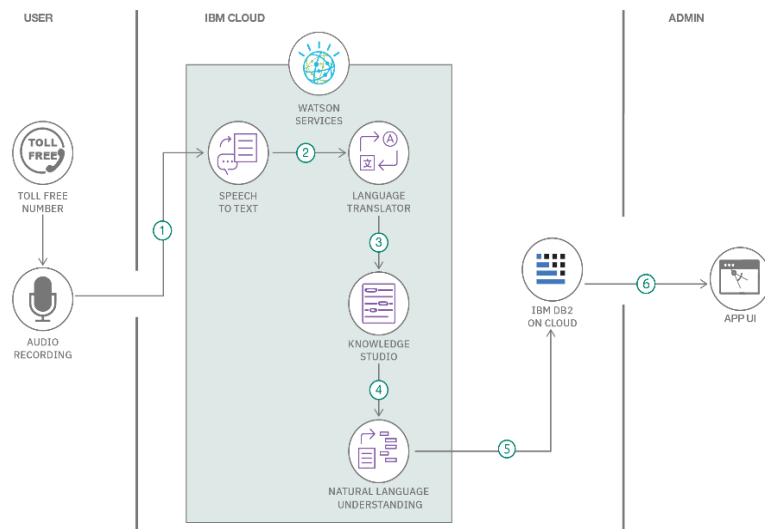 USER
IBM CLOUD
ADMIN
WATSON
SERVICES
TOLL
FREE
TOLL FREE
NUMBER
1
SPEECH
TO TEXT
2
A
文
LANGUAGE
TRANSLATOR
3
AUDIO
RECORDING
KNOWLEDGE
STUDIO
4
NATURAL LANGUAGE
UNDERSTANDING
5
IBM DB2
ON CLOUD
6
APP UI